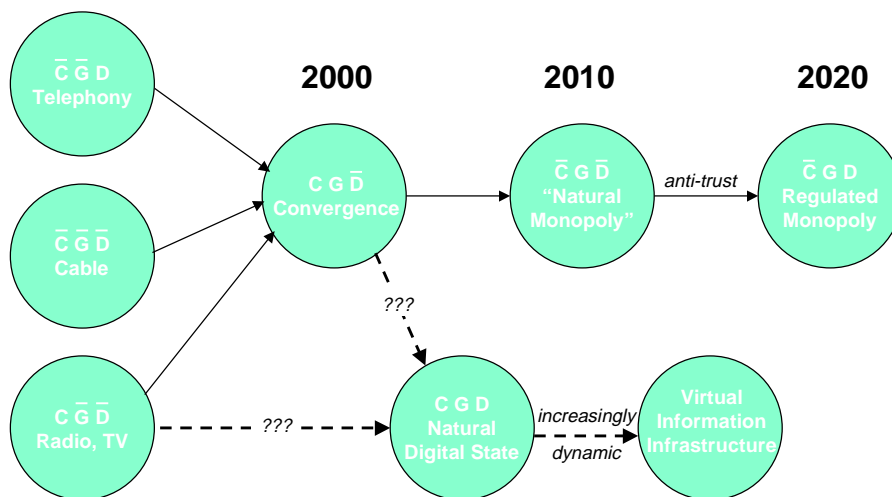 C̄ Ḡ D
Telephony
2000
2010
2020
C G D̄
Convergence
C̄ G D̄
“Natural
Monopoly”
anti-trust
C̄ G D
Regulated
Monopoly
C̄ Ḡ D̄
Cable
???
C Ḡ D̄
Radio, TV
???
C G D
Natural
Digital State
increasingly
dynamic
Virtual
Information
Infrastructure